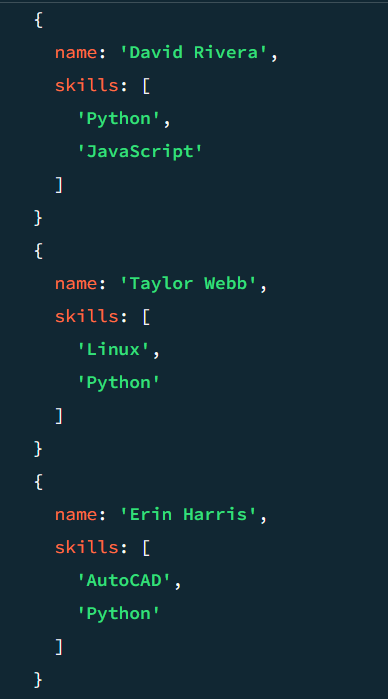 {
name: 'David Rivera',
skills: [
'Python',
'JavaScript'
]
}
{
name: 'Taylor Webb',
skills: [
'Linux',
'Python'
]
}
{
name: 'Erin Harris',
skills: [
'AutoCAD',
'Python'
]
}